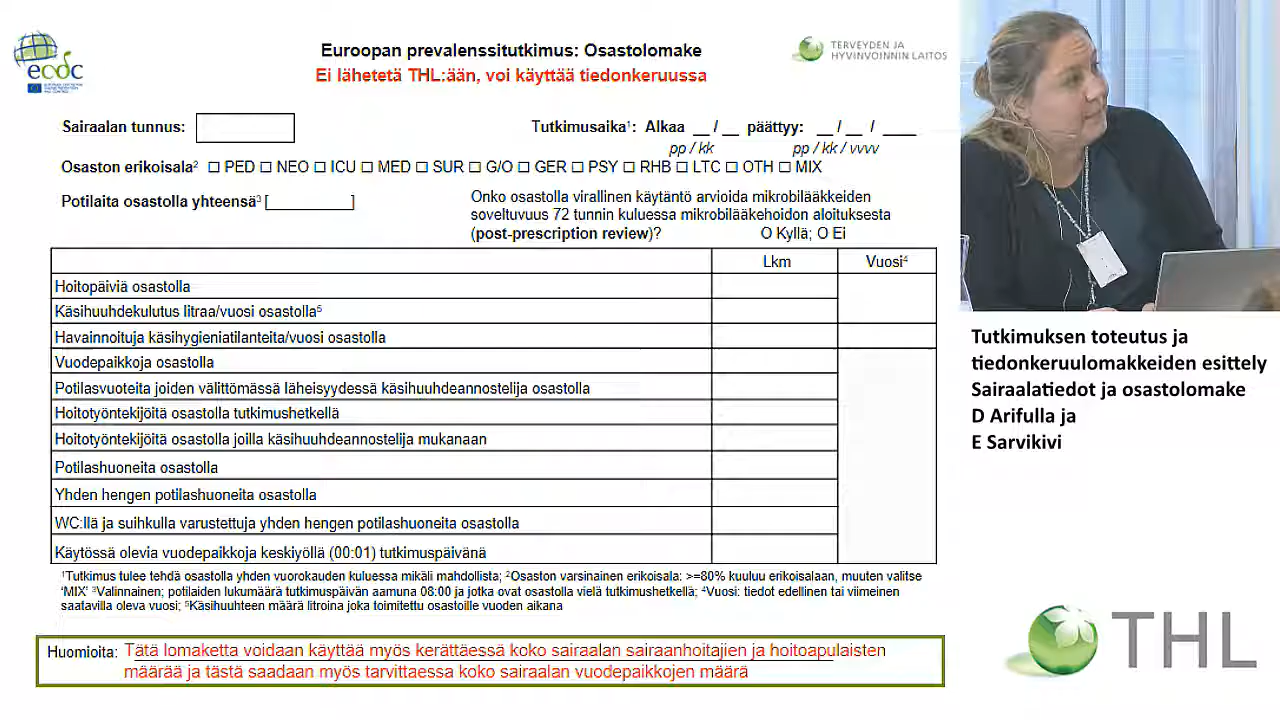 ecdc
Euroopan prevalenssitutkimus: Osastolomake
Ei lähetetä THL:ään, voi käyttää tiedonkeruussa
TERVEYDEN JA
HYVINVOINNIN LAITOS
Sairaalan tunnus:
Tutkimusaika¹: Alkaa __ / __ päättyy: __ / __ / ____
pp / kk pp / kk / vvvv
Osaston erikoisala² ☐ PED ☐ NEO ☐ ICU ☐ MED ☐ SUR ☐ G/O ☐ GER ☐ PSY ☐ RHB ☐ LTC ☐ OTH ☐ MIX
Potilaita osastolla yhteensä³ [__________]
Onko osastolla virallinen käytäntö arvioida mikrobilääkkeiden
soveltuvuus 72 tunnin kuluessa mikrobilääkehoidon aloituksesta
(post-prescription review)? O Kyllä; O Ei
Lkm Vuosi⁴
Hoitopäiviä osastolla
Käsihuuhdekulutus litraa/vuosi osastolla⁵
Havainnoituja käsihygieniatilanteita/vuosi osastolla
Vuodepaikkoja osastolla
Potilasvuoteita joiden välittömässä läheisyydessä käsihuuhdeannostelija osastolla
Hoitotyöntekijöitä osastolla tutkimushetkellä
Hoitotyöntekijöitä osastolla joilla käsihuuhdeannostelija mukanaan
Potilashuoneita osastolla
Yhden hengen potilashuoneita osastolla
WC:llä ja suihkulla varustettuja yhden hengen potilashuoneita osastolla
Käytössä olevia vuodepaikkoja keskiyöllä (00:01) tutkimuspäivänä
¹Tutkimus tulee tehdä osastolla yhden vuorokauden kuluessa mikäli mahdollista; ²Osaston varsinainen erikoisala: >=80% kuuluu erikoisalaan, muuten valitse
'MIX' ³Valinnainen; potilaiden lukumäärä tutkimuspäivän aamuna 08:00 ja jotka ovat osastolla vielä tutkimushetkellä; ⁴Vuosi: tiedot edellinen tai viimeinen
saatavilla oleva vuosi; ⁵Käsihuuhteen määrä litroina joka toimitettu osastolle vuoden aikana
Huomioita: Tätä lomaketta voidaan käyttää myös kerättäessä koko sairaalan sairaanhoitajien ja hoitoapulaisten
määrää ja tästä saadaan myös tarvittaessa koko sairaalan vuodepaikkojen määrä
Tutkimuksen toteutus ja
tiedonkeruulomakkeiden esittely
Sairaalatiedot ja osastolomake
D Arifulla ja
E Sarvikivi
THL